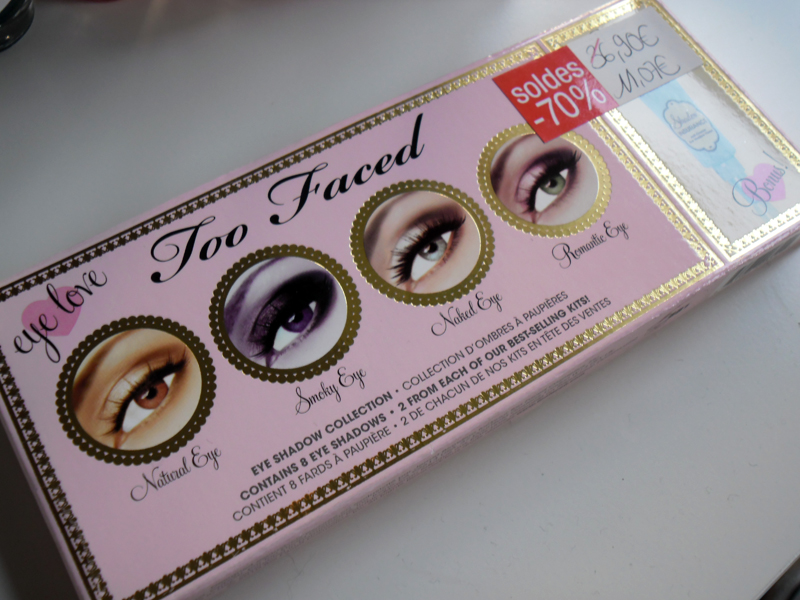 eye love
Too Faced
Natural Eye
Smoky Eye
Naked Eye
Romantic Eye
EYE SHADOW COLLECTION • COLLECTION D'OMBRES À PAUPIÈRES
CONTAINS 8 EYE SHADOWS • 2 FROM EACH OF OUR BEST-SELLING KITS!
CONTIENT 8 FARDS À PAUPIÈRE • 2 DE CHACUN DE NOS KITS EN TÊTE DES VENTES
soldes
-70%
36,90€
11.07€
Bonus!